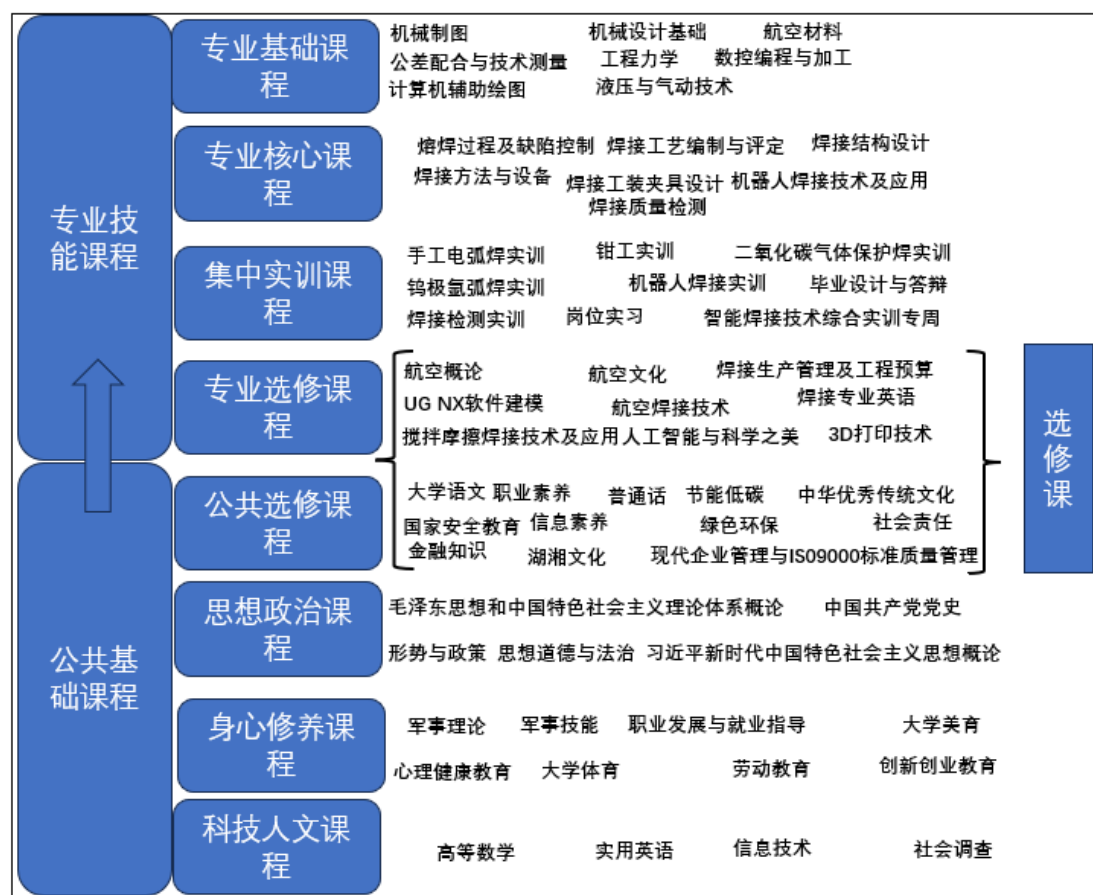 专业技
能课程
专业基础课
程
机械制图 机械设计基础 航空材料
公差配合与技术测量 工程力学 数控编程与加工
计算机辅助绘图 液压与气动技术
专业核心课
程
熔焊过程及缺陷控制 焊接工艺编制与评定 焊接结构设计
焊接方法与设备 焊接工装夹具设计 机器人焊接技术及应用
焊接质量检测
集中实训课
程
手工电弧焊实训 钳工实训 二氧化碳气体保护焊实训
钨极氩弧焊实训 机器人焊接实训 毕业设计与答辩
焊接检测实训 岗位实习 智能焊接技术综合实训专周
专业选修课
程
航空概论 航空文化 焊接生产管理及工程预算
UG NX软件建模 航空焊接技术 焊接专业英语
搅拌摩擦焊接技术及应用 人工智能与科学之美 3D打印技术
选
修
课
公共基
础课程
公共选修课
程
大学语文 职业素养 普通话 节能低碳 中华优秀传统文化
国家安全教育 信息素养 绿色环保 社会责任
金融知识 湖湘文化 现代企业管理与IS09000标准质量管理
思想政治课
程
毛泽东思想和中国特色社会主义理论体系概论 中国共产党党史
形势与政策 思想道德与法治 习近平新时代中国特色社会主义思想概论
身心修养课
程
军事理论 军事技能 职业发展与就业指导 大学美育
心理健康教育 大学体育 劳动教育 创新创业教育
科技人文课
程
高等数学 实用英语 信息技术 社会调查